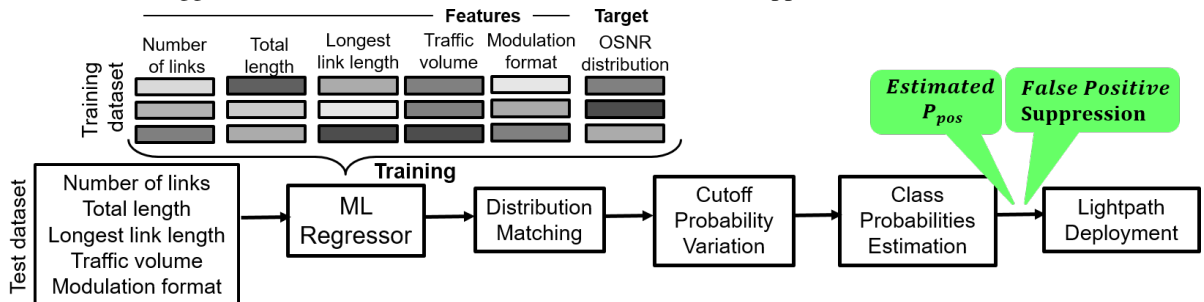 Features
Target
Number
of links
Total
length
Longest
link length
Traffic
volume
Modulation
format
OSNR
distribution
Training
dataset
Training
Estimated
P_pos
False Positive
Suppression
Test dataset
Number of links
Total length
Longest link length
Traffic volume
Modulation format
ML
Regressor
Distribution
Matching
Cutoff
Probability
Variation
Class
Probabilities
Estimation
Lightpath
Deployment